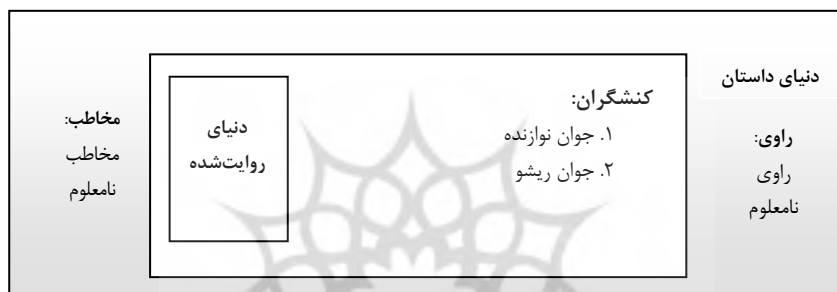 دنیای داستان
راوی:
راوی
نامعلوم
کنشگران:
۱. جوان نوازنده
۲. جوان ریشو
دنیای
روایت‌شده
مخاطب:
مخاطب
نامعلوم